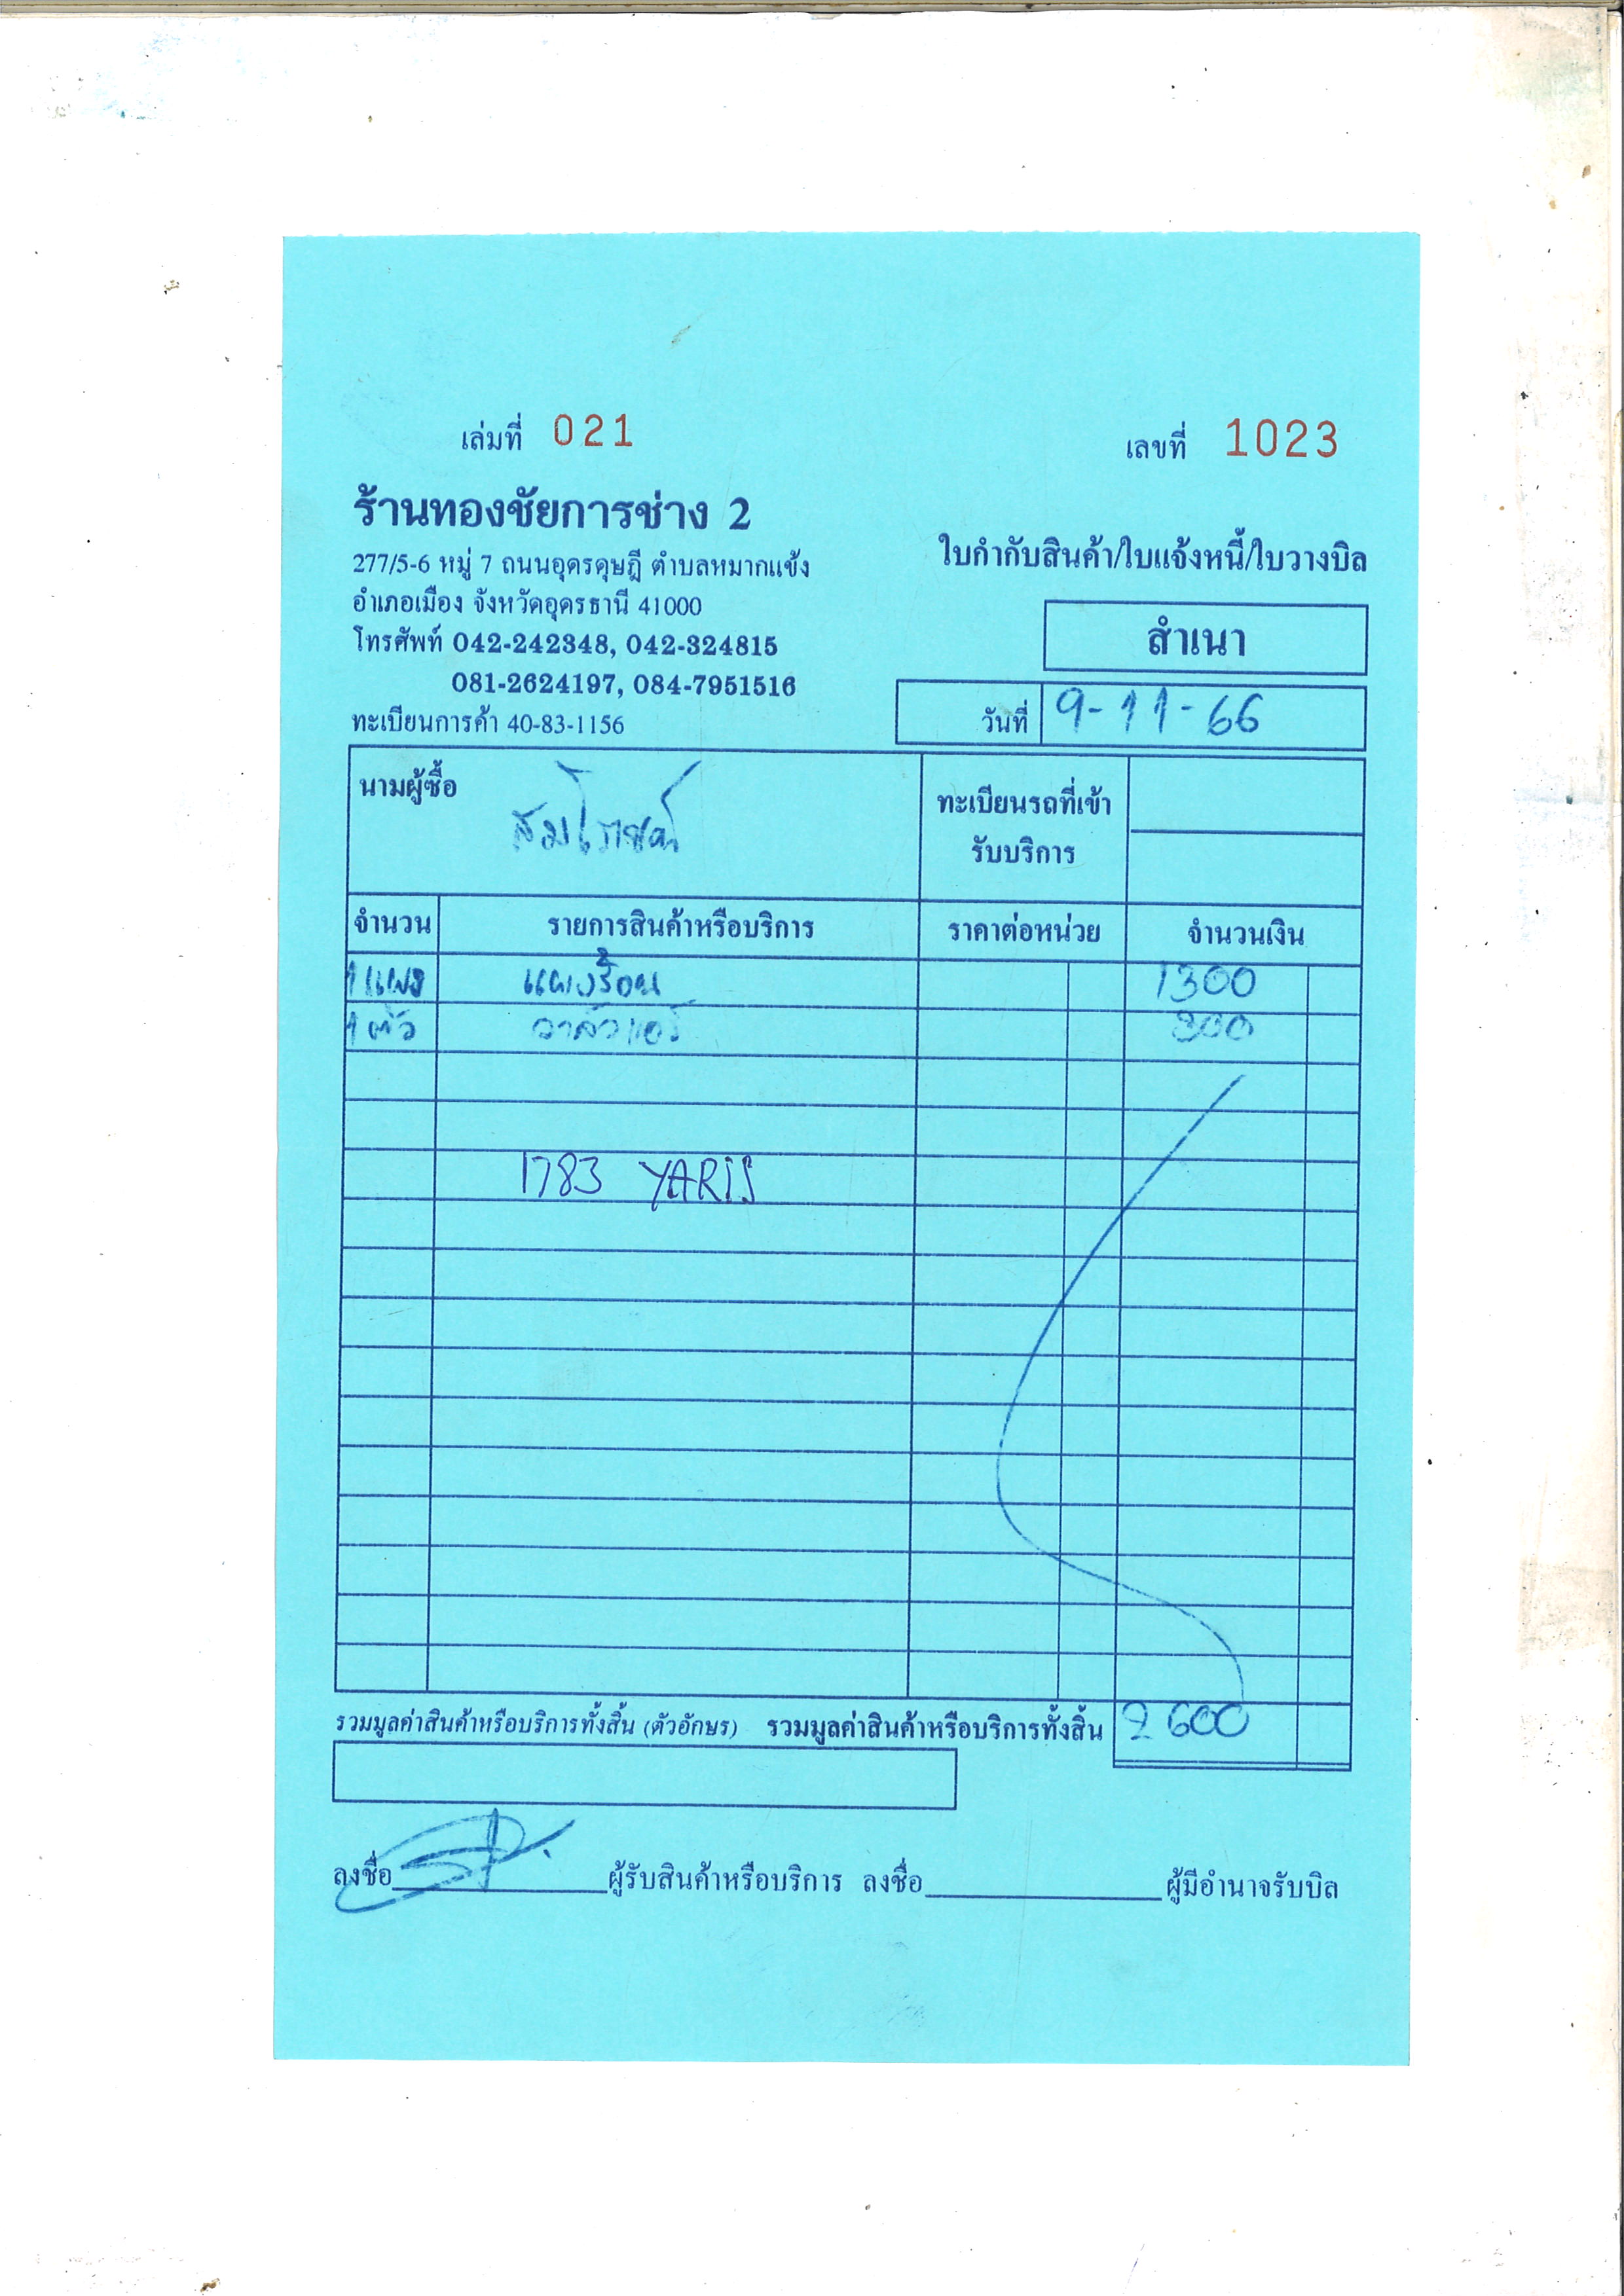 เล่มที่ 021
เลขที่ 1023
ร้านทองชัยการช่าง 2
277/5-6 หมู่ 7 ถนนอุดรดุษฎี ตำบลหมากแข้ง
อำเภอเมือง จังหวัดอุดรธานี 41000
โทรศัพท์ 042-242348, 042-324815
081-2624197, 084-7951516
ทะเบียนการค้า 40-83-1156
ใบกำกับสินค้า/ใบแจ้งหนี้/ใบวางบิล
สำเนา
วันที่ 9-11-66
นามผู้ซื้อ
ทะเบียนรถที่เข้า
รับบริการ
จำนวน รายการสินค้าหรือบริการ ราคาต่อหน่วย จำนวนเงิน
1 แผง แผงร้อน 1300
1 ตัว วาล์วแอร์
1783 YARIS
รวมมูลค่าสินค้าหรือบริการทั้งสิ้น (ตัวอักษร) รวมมูลค่าสินค้าหรือบริการทั้งสิ้น 2600
ลงชื่อ ผู้รับสินค้าหรือบริการ ลงชื่อ ผู้มีอำนาจรับบิล